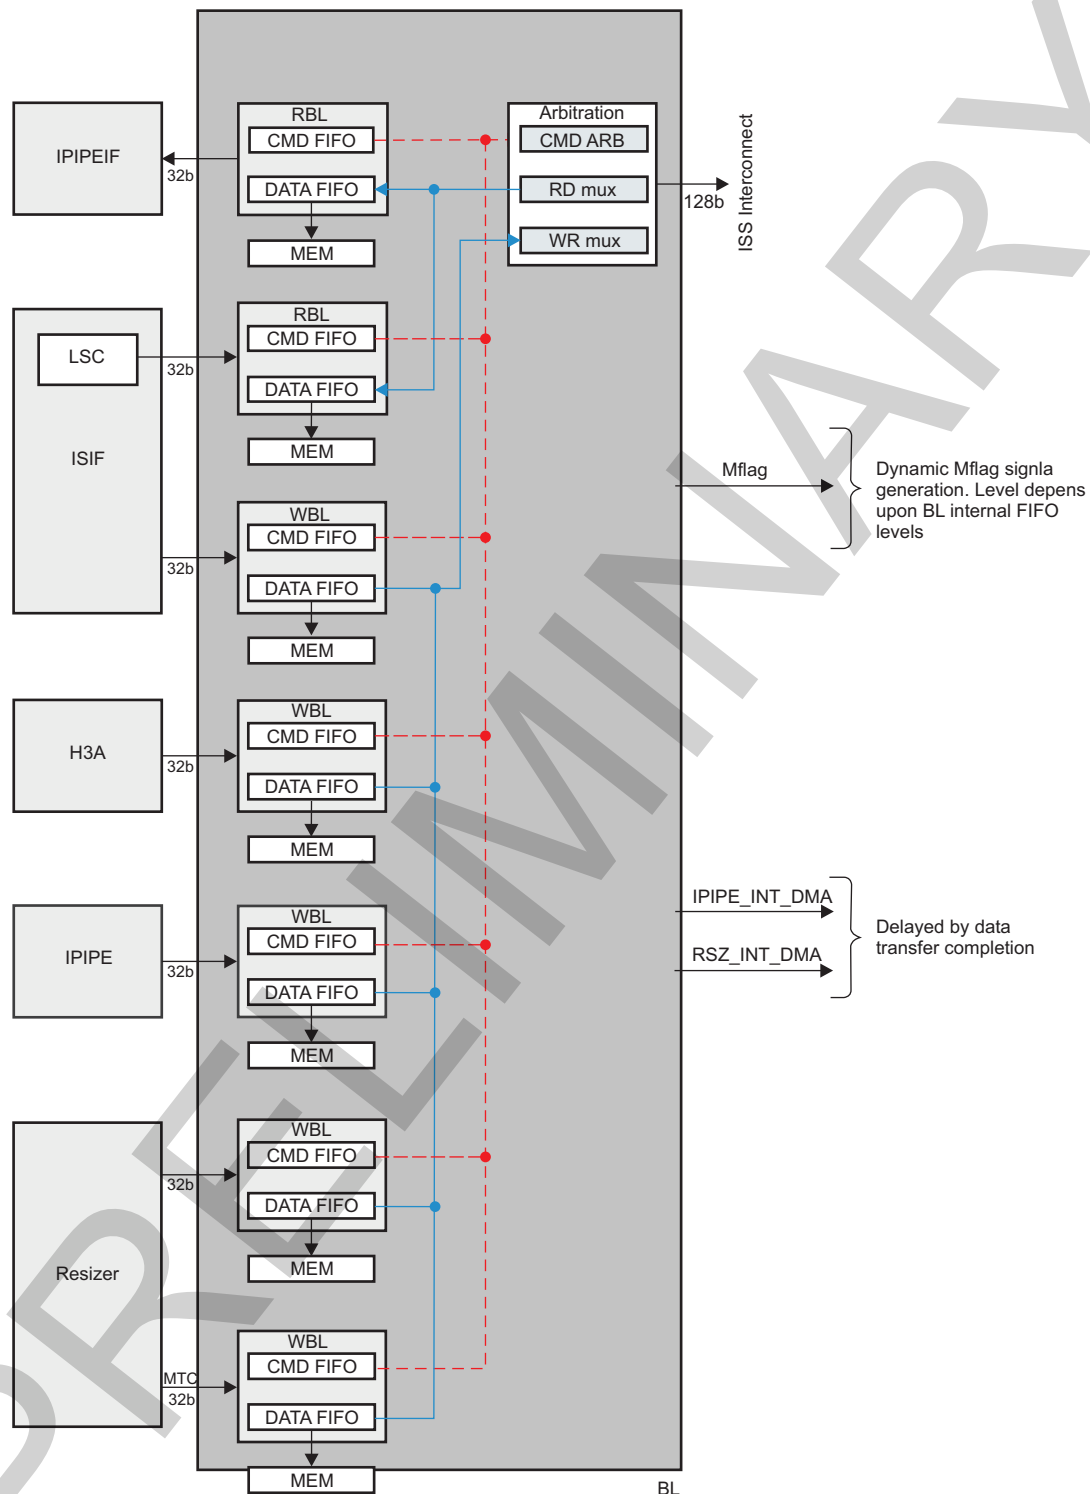 RBL
CMD FIFO
DATA FIFO
MEM
IPIPEIF
32b
Arbitration
CMD ARB
RD mux
WR mux
128b
ISS Interconnect
RBL
CMD FIFO
DATA FIFO
MEM
LSC
32b
ISIF
WBL
CMD FIFO
DATA FIFO
MEM
32b
Mflag
Dynamic Mflag signla
generation. Level depens
upon BL internal FIFO
levels
WBL
CMD FIFO
DATA FIFO
MEM
H3A
32b
WBL
CMD FIFO
DATA FIFO
MEM
IPIPE
32b
IPIPE_INT_DMA
RSZ_INT_DMA
Delayed by data
transfer completion
WBL
CMD FIFO
DATA FIFO
MEM
32b
Resizer
WBL
CMD FIFO
DATA FIFO
MEM
MTC
32b
BL
PRELIMINARY